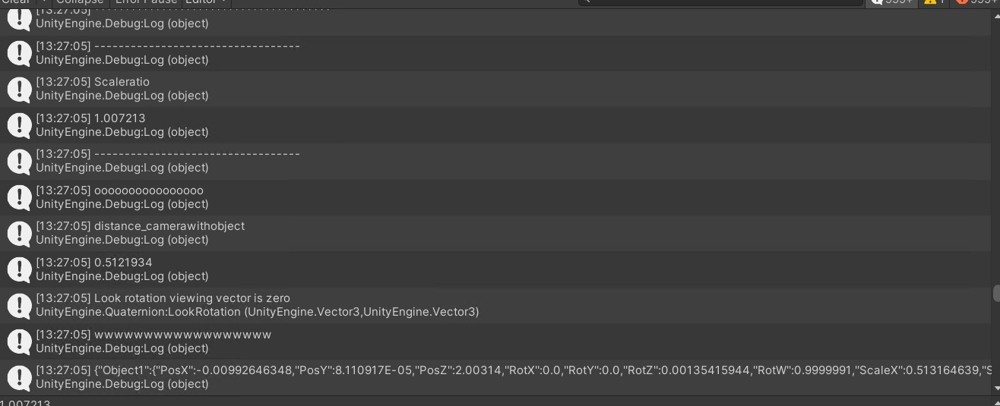 Clear Collapse Error Pause Editor 999+ 1 999+
[13:27:05] ---------------------------------------
UnityEngine.Debug:Log (object)
[13:27:05] ----------------------------------
UnityEngine.Debug:Log (object)
[13:27:05] Scaleratio
UnityEngine.Debug:Log (object)
[13:27:05] 1.007213
UnityEngine.Debug:Log (object)
[13:27:05] ----------------------------------
UnityEngine.Debug:Log (object)
[13:27:05] oooooooooooooooo
UnityEngine.Debug:Log (object)
[13:27:05] distance_camerawithobject
UnityEngine.Debug:Log (object)
[13:27:05] 0.5121934
UnityEngine.Debug:Log (object)
[13:27:05] Look rotation viewing vector is zero
UnityEngine.Quaternion:LookRotation (UnityEngine.Vector3,UnityEngine.Vector3)
[13:27:05] wwwwwwwwwwwwwwwwww
UnityEngine.Debug:Log (object)
[13:27:05] {"Object1":{"PosX":-0.00992646348,"PosY":8.110917E-05,"PosZ":2.00314,"RotX":0.0,"RotY":0.0,"RotZ":0.00135415944,"RotW":0.9999991,"ScaleX":0.513164639,"S
UnityEngine.Debug:Log (object)
1.007213